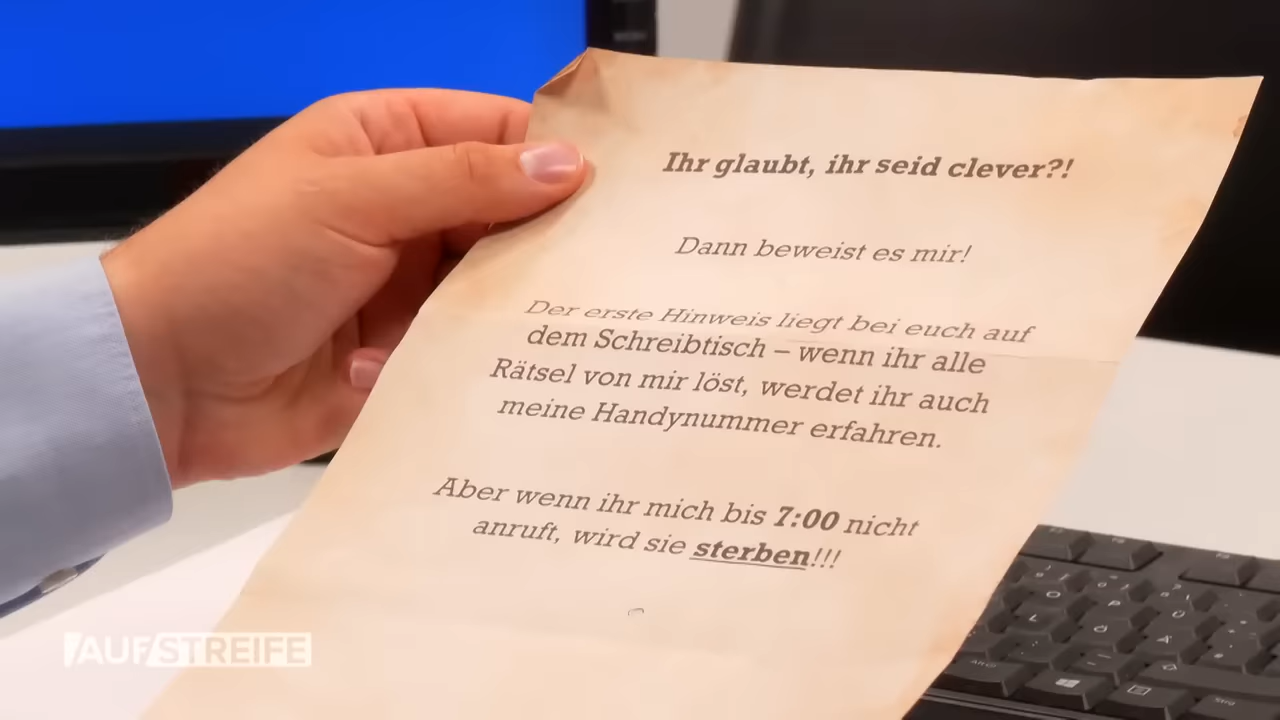 Ihr glaubt, ihr seid clever?!
Dann beweist es mir!
Der erste Hinweis liegt bei euch auf
dem Schreibtisch – wenn ihr alle
Rätsel von mir löst, werdet ihr auch
meine Handynummer erfahren.
Aber wenn ihr mich bis 7:00 nicht
anruft, wird sie sterben!!!
AUF STREIFE